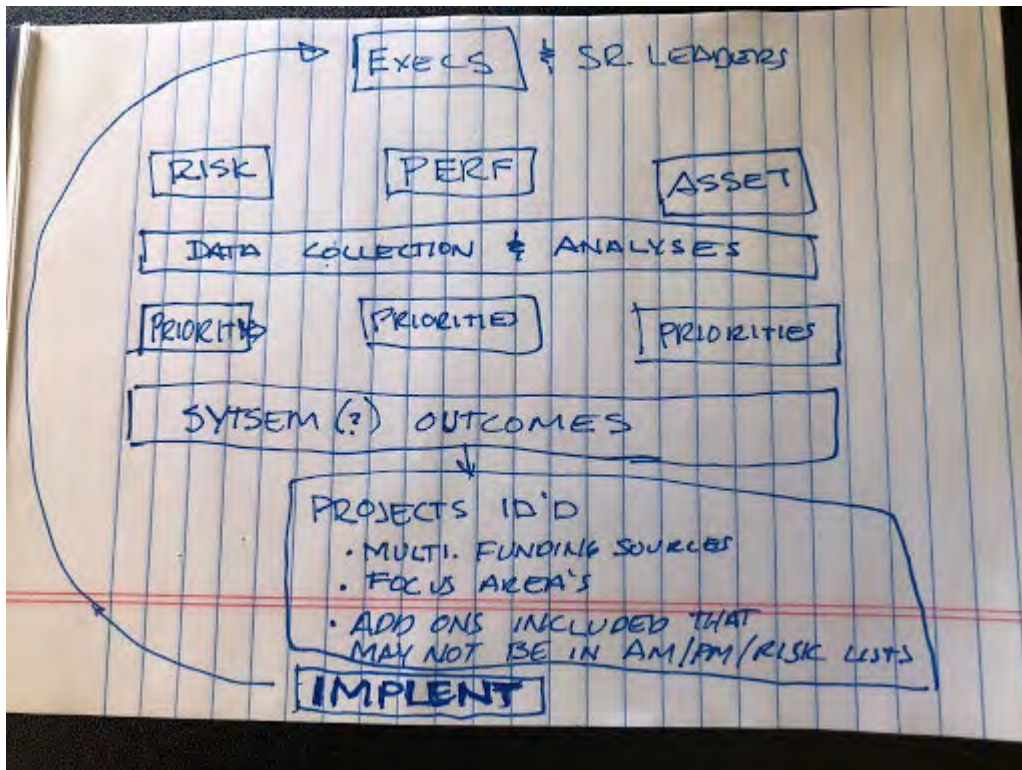 EXECS & SR. LEADERS
RISK PERF ASSET
DATA COLLECTION & ANALYSES
PRIORITIES PRIORITIES PRIORITIES
SYTSEM (?) OUTCOMES
PROJECTS ID'D
• MULTI. FUNDING SOURCES
• FOCUS AREA'S
• ADD ONS INCLUDED THAT
MAY NOT BE IN AM/PM/RISK LISTS
IMPLENT